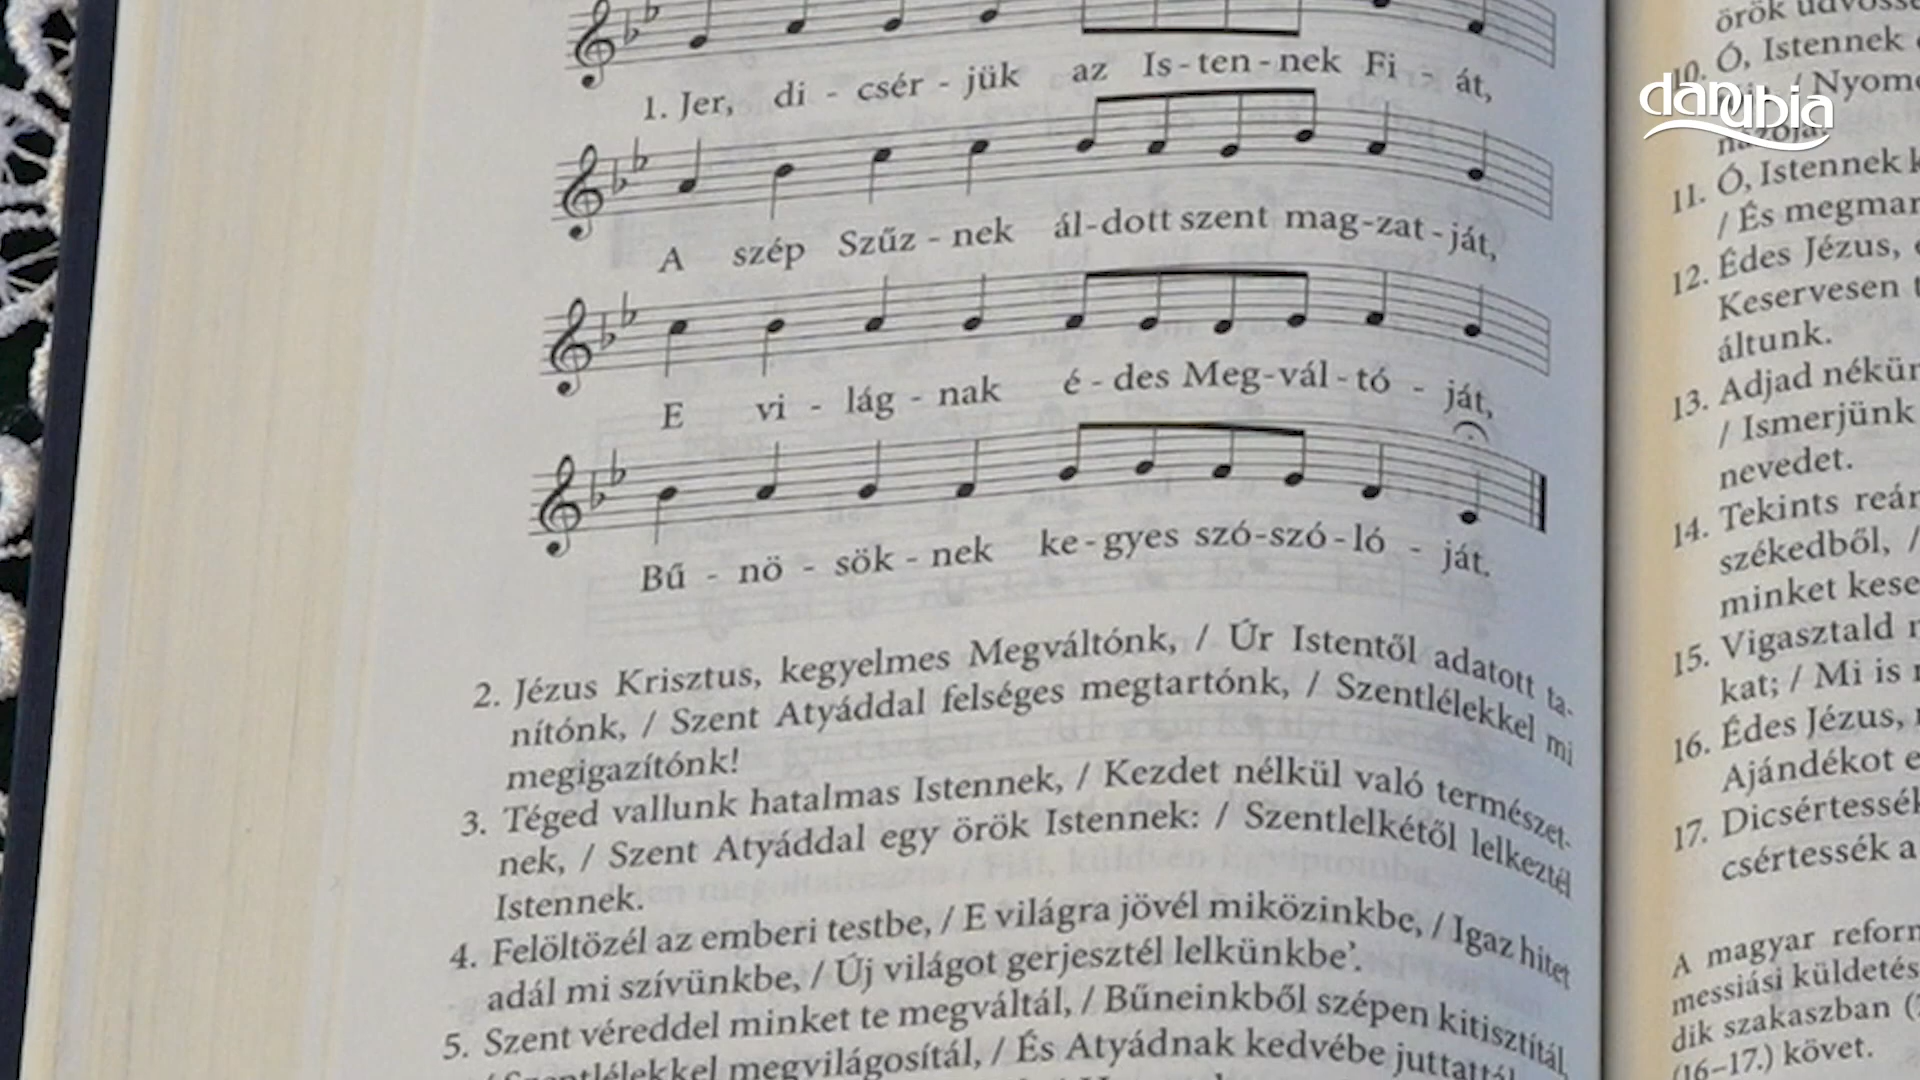 1. Jer, di - csér - jük az Is - ten - nek Fi - át,
A szép Szűz - nek ál - dott szent mag - zat - ját,
E vi - lág - nak é - des Meg - vál - tó - ját,
Bű - nö - sök - nek ke - gyes szó - szó - ló - ját.
2. Jézus Krisztus, kegyelmes Megváltónk, / Úr Istentől adatott ta-
nítónk, / Szent Atyáddal felséges megtartónk, / Szentlélekkel mi
megigazítónk!
3. Téged vallunk hatalmas Istennek, / Kezdet nélkül való természet-
nek, / Szent Atyáddal egy örök Istennek: / Szentlelkétől lelkeztél
Istennek.
4. Felöltözél az emberi testbe, / E világra jövél miközinkbe, / Igaz hitet
adál mi szívünkbe, / Új világot gerjesztél lelkünkbe’.
5. Szent véreddel minket te megváltál, / Bűneinkből szépen kitisztítál,
/ Szentlélekkel megvilágosítál, / És Atyádnak kedvébe
örök
10. Ó, Istennek
/
11. Ó, Istennek
/ És
12. Édes Jézus,
Keservesen
áltunk.
13. Adjad
/ Ismerjünk
nevedet.
14. Tekints
székedből, /
minket
15. Vigasztald
kat; / Mi is
16. Édes Jézus,
Ajándékot
17. Dicsértessék
csértessék a
A magyar
messiási
dik szakaszban
(16–17.) követ.
danubia